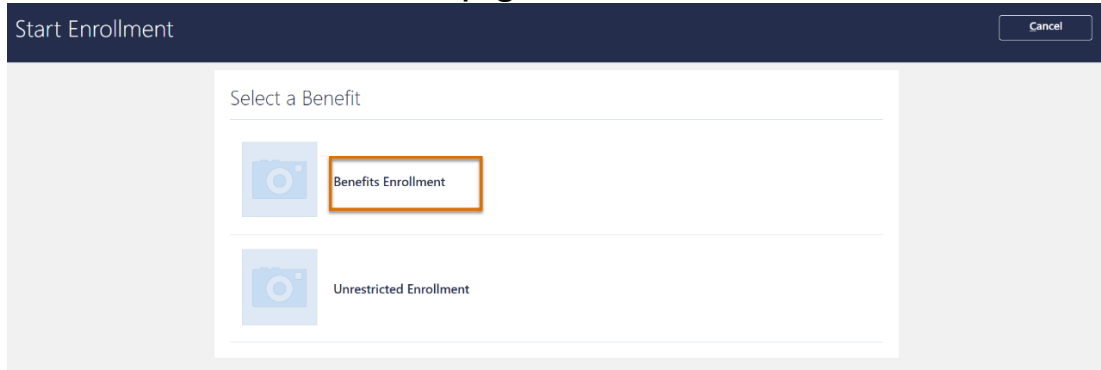 Start Enrollment
Cancel
Select a Benefit
Benefits Enrollment
Unrestricted Enrollment